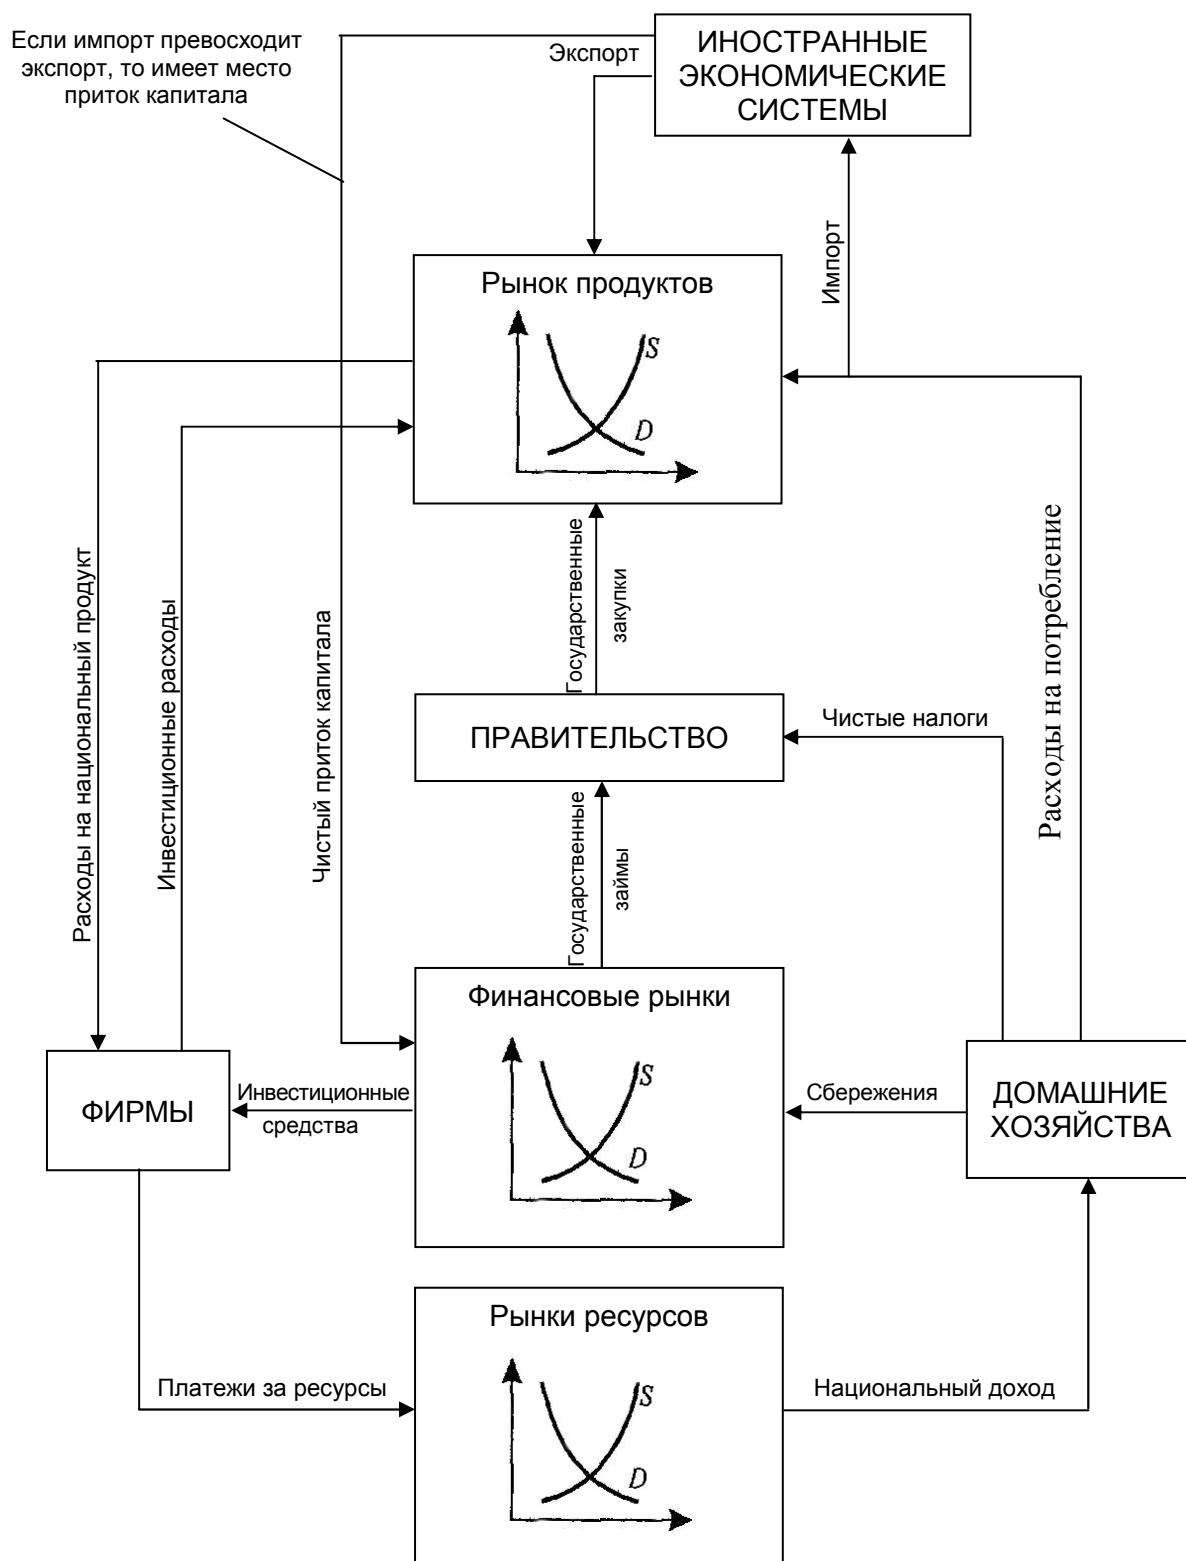 Если импорт превосходит
экспорт, то имеет место
приток капитала
Экспорт
ИНОСТРАННЫЕ
ЭКОНОМИЧЕСКИЕ
СИСТЕМЫ
Импорт
Рынок продуктов
S
D
Расходы на национальный продукт
Инвестиционные расходы
Чистый приток капитала
Государственные
закупки
Расходы на потребление
ПРАВИТЕЛЬСТВО
Чистые налоги
Государственные
займы
Финансовые рынки
S
D
ФИРМЫ
Инвестиционные
средства
Сбережения
ДОМАШНИЕ
ХОЗЯЙСТВА
Рынки ресурсов
S
D
Платежи за ресурсы
Национальный доход